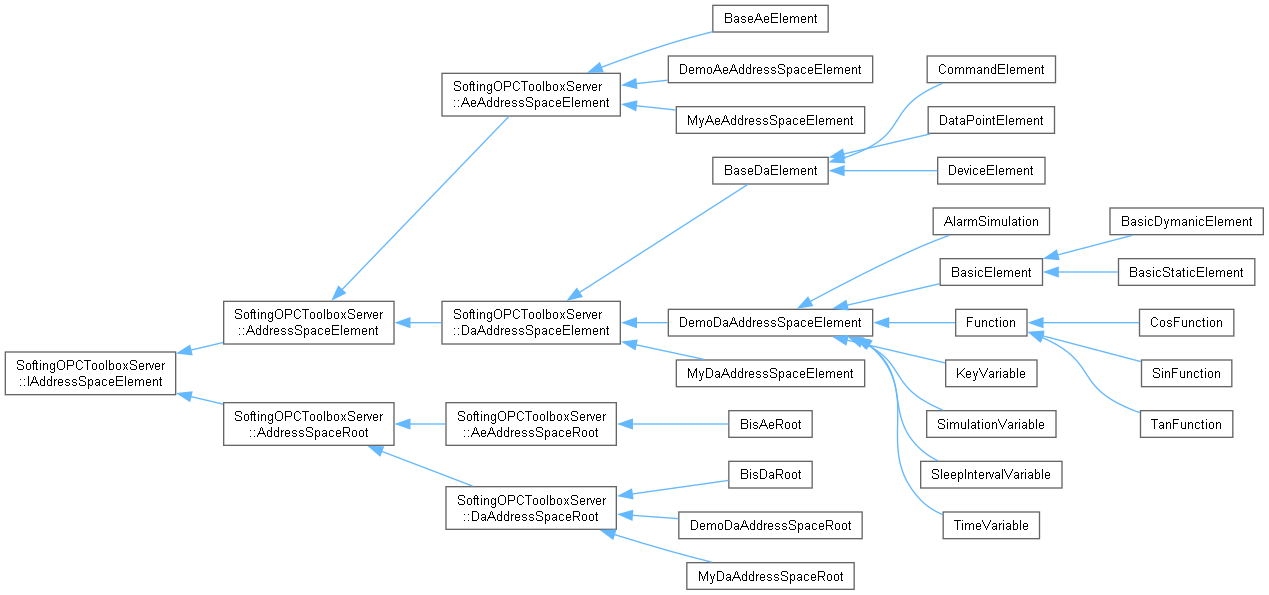 BaseAeElement
SoftingOPCToolboxServer
::AeAddressSpaceElement
DemoAeAddressSpaceElement
MyAeAddressSpaceElement
CommandElement
DataPointElement
BaseDaElement
DeviceElement
AlarmSimulation
BasicDymanicElement
BasicElement
BasicStaticElement
SoftingOPCToolboxServer
::AddressSpaceElement
SoftingOPCToolboxServer
::DaAddressSpaceElement
DemoDaAddressSpaceElement
Function
CosFunction
SoftingOPCToolboxServer
::IAddressSpaceElement
MyDaAddressSpaceElement
KeyVariable
SinFunction
SoftingOPCToolboxServer
::AddressSpaceRoot
SoftingOPCToolboxServer
::AeAddressSpaceRoot
BisAeRoot
SimulationVariable
TanFunction
BisDaRoot
SleepIntervalVariable
SoftingOPCToolboxServer
::DaAddressSpaceRoot
DemoDaAddressSpaceRoot
TimeVariable
MyDaAddressSpaceRoot